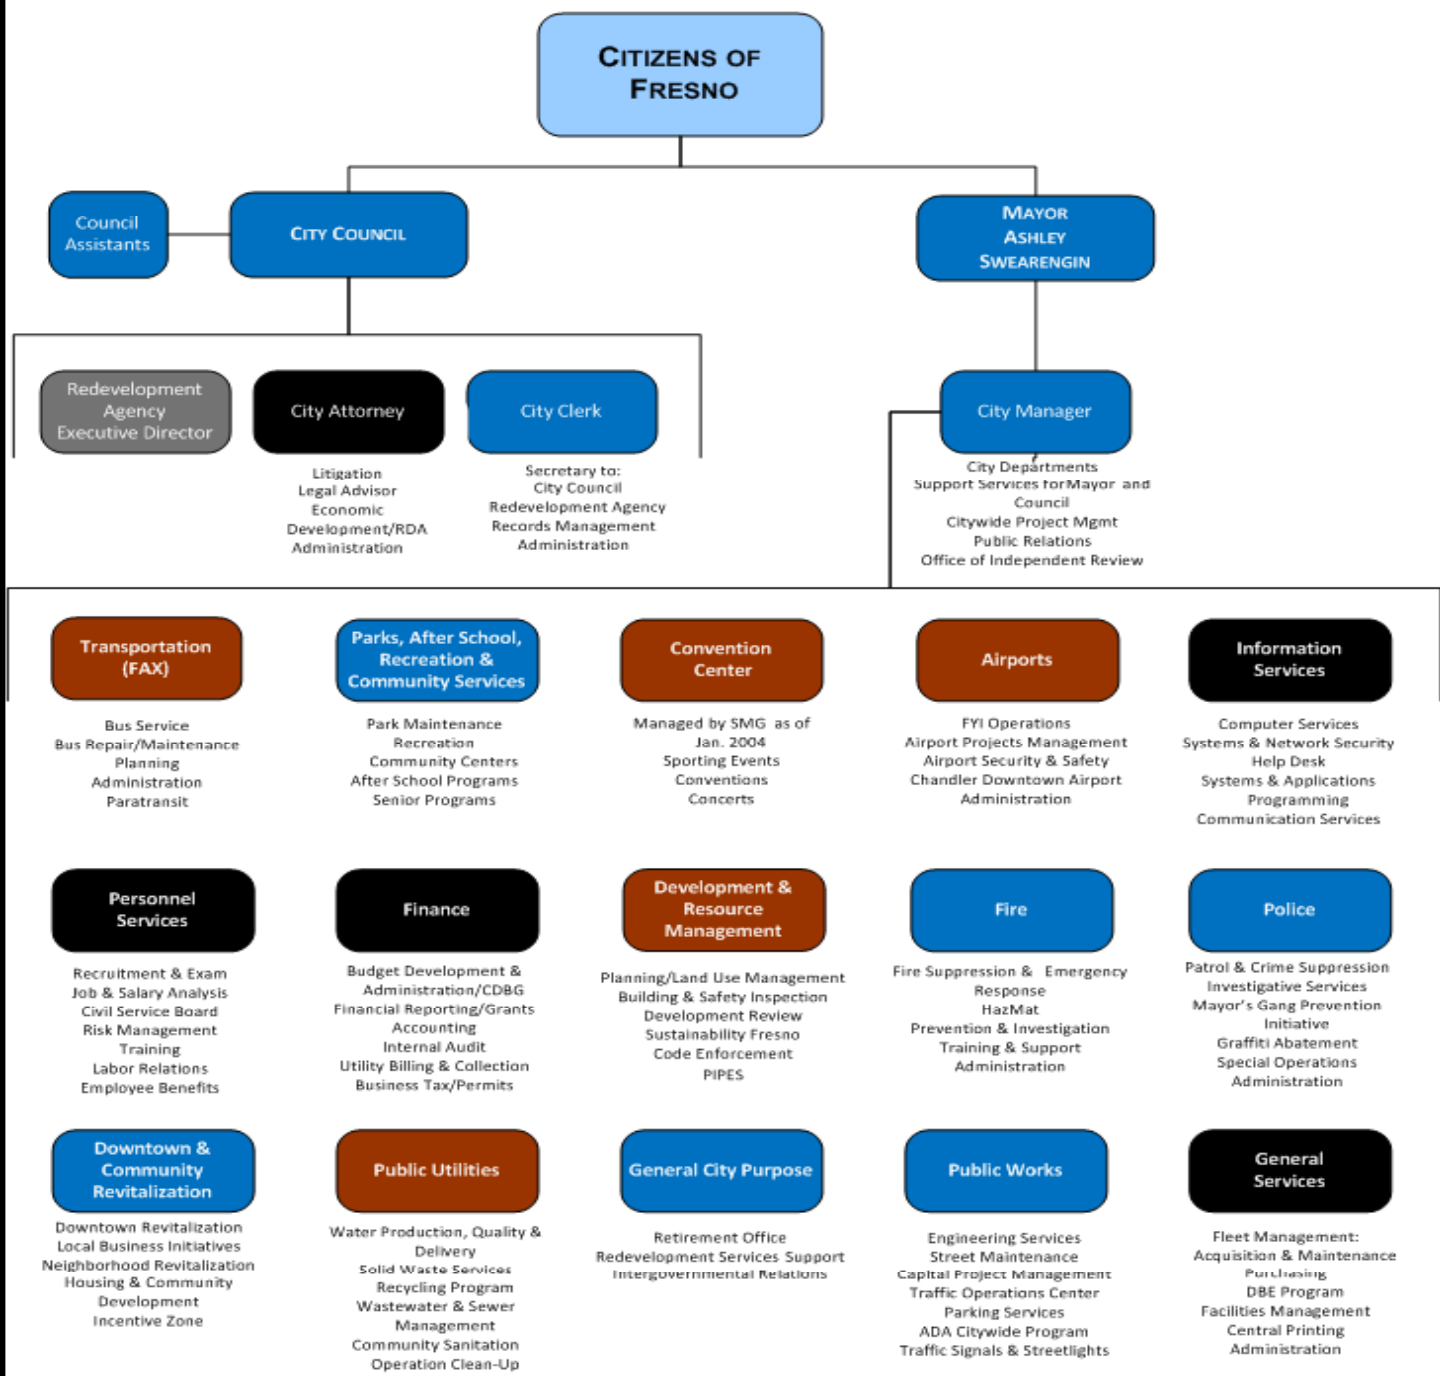 CITIZENS OF
FRESNO
Council
Assistants
CITY COUNCIL
MAYOR
ASHLEY
SWEARENGIN
Redevelopment
Agency
Executive Director
City Attorney
Litigation
Legal Advisor
Economic
Development/RDA
Administration
City Clerk
Secretary to:
City Council
Redevelopment Agency
Records Management
Administration
City Manager
City Departments
Support Services for Mayor and
Council
Citywide Project Mgmt
Public Relations
Office of Independent Review
Transportation
(FAX)
Bus Service
Bus Repair/Maintenance
Planning
Administration
Paratransit
Parks, After School,
Recreation &
Community Services
Park Maintenance
Recreation
Community Centers
After School Programs
Senior Programs
Convention
Center
Managed by SMG as of
Jan. 2004
Sporting Events
Conventions
Concerts
Airports
FYI Operations
Airport Projects Management
Airport Security & Safety
Chandler Downtown Airport
Administration
Information
Services
Computer Services
Systems & Network Security
Help Desk
Systems & Applications
Programming
Communication Services
Personnel
Services
Recruitment & Exam
Job & Salary Analysis
Civil Service Board
Risk Management
Training
Labor Relations
Employee Benefits
Finance
Budget Development &
Administration/CDBG
Financial Reporting/Grants
Accounting
Internal Audit
Utility Billing & Collection
Business Tax/Permits
Development &
Resource
Management
Planning/Land Use Management
Building & Safety Inspection
Development Review
Sustainability Fresno
Code Enforcement
PIPES
Fire
Fire Suppression & Emergency
Response
HazMat
Prevention & Investigation
Training & Support
Administration
Police
Patrol & Crime Suppression
Investigative Services
Mayor's Gang Prevention
Initiative
Graffiti Abatement
Special Operations
Administration
Downtown &
Community
Revitalization
Downtown Revitalization
Local Business Initiatives
Neighborhood Revitalization
Housing & Community
Development
Incentive Zone
Public Utilities
Water Production, Quality &
Delivery
Solid Waste Services
Recycling Program
Wastewater & Sewer
Management
Community Sanitation
Operation Clean-Up
General City Purpose
Retirement Office
Redevelopment Services Support
Intergovernmental Relations
Public Works
Engineering Services
Street Maintenance
Capital Project Management
Traffic Operations Center
Parking Services
ADA Citywide Program
Traffic Signals & Streetlights
General
Services
Fleet Management:
Acquisition & Maintenance
Purchasing
DBE Program
Facilities Management
Central Printing
Administration